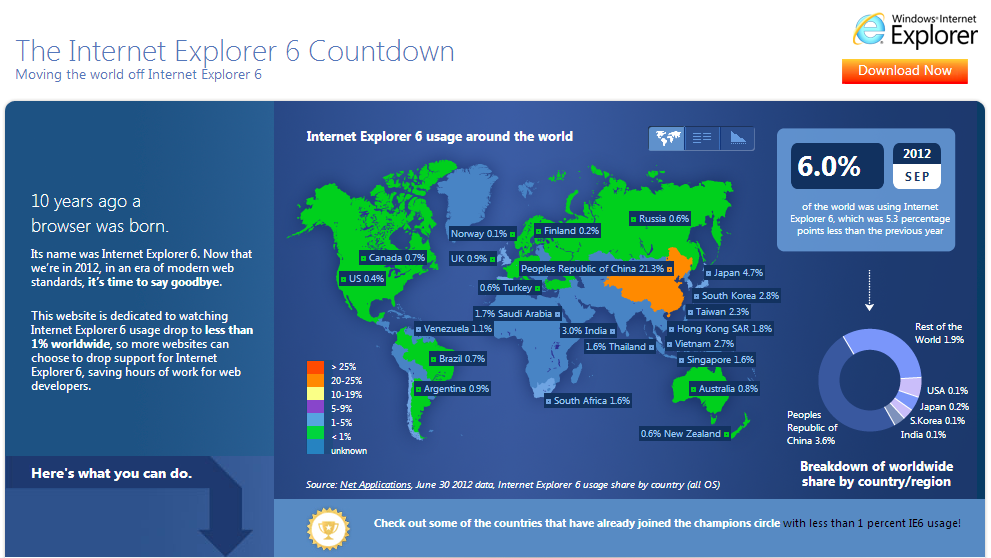 The Internet Explorer 6 Countdown
Moving the world off Internet Explorer 6
Windows Internet
Explorer
Download Now
10 years ago a
browser was born.
Its name was Internet Explorer 6. Now that
we're in 2012, in an era of modern web
standards, it's time to say goodbye.
This website is dedicated to watching
Internet Explorer 6 usage drop to less than
1% worldwide, so more websites can
choose to drop support for Internet
Explorer 6, saving hours of work for web
developers.
Here's what you can do.
Internet Explorer 6 usage around the world
Russia 0.6%
Norway 0.1%
Finland 0.2%
Canada 0.7%
UK 0.9%
Peoples Republic of China 21.3%
Japan 4.7%
US 0.4%
0.6% Turkey
South Korea 2.8%
1.7% Saudi Arabia
Taiwan 2.3%
Venezuela 1.1%
3.0% India
Hong Kong SAR 1.8%
1.6% Thailand
Vietnam 2.7%
Brazil 0.7%
Singapore 1.6%
Argentina 0.9%
Australia 0.8%
South Africa 1.6%
0.6% New Zealand
> 25%
20-25%
10-19%
5-9%
1-5%
< 1%
unknown
Source: Net Applications, June 30 2012 data, Internet Explorer 6 usage share by country (all OS)
6.0%
2012
SEP
of the world was using Internet
Explorer 6, which was 5.3 percentage
points less than the previous year
Rest of the
World 1.9%
USA 0.1%
Japan 0.2%
S.Korea 0.1%
India 0.1%
Peoples
Republic of
China 3.6%
Breakdown of worldwide
share by country/region
Check out some of the countries that have already joined the champions circle with less than 1 percent IE6 usage!